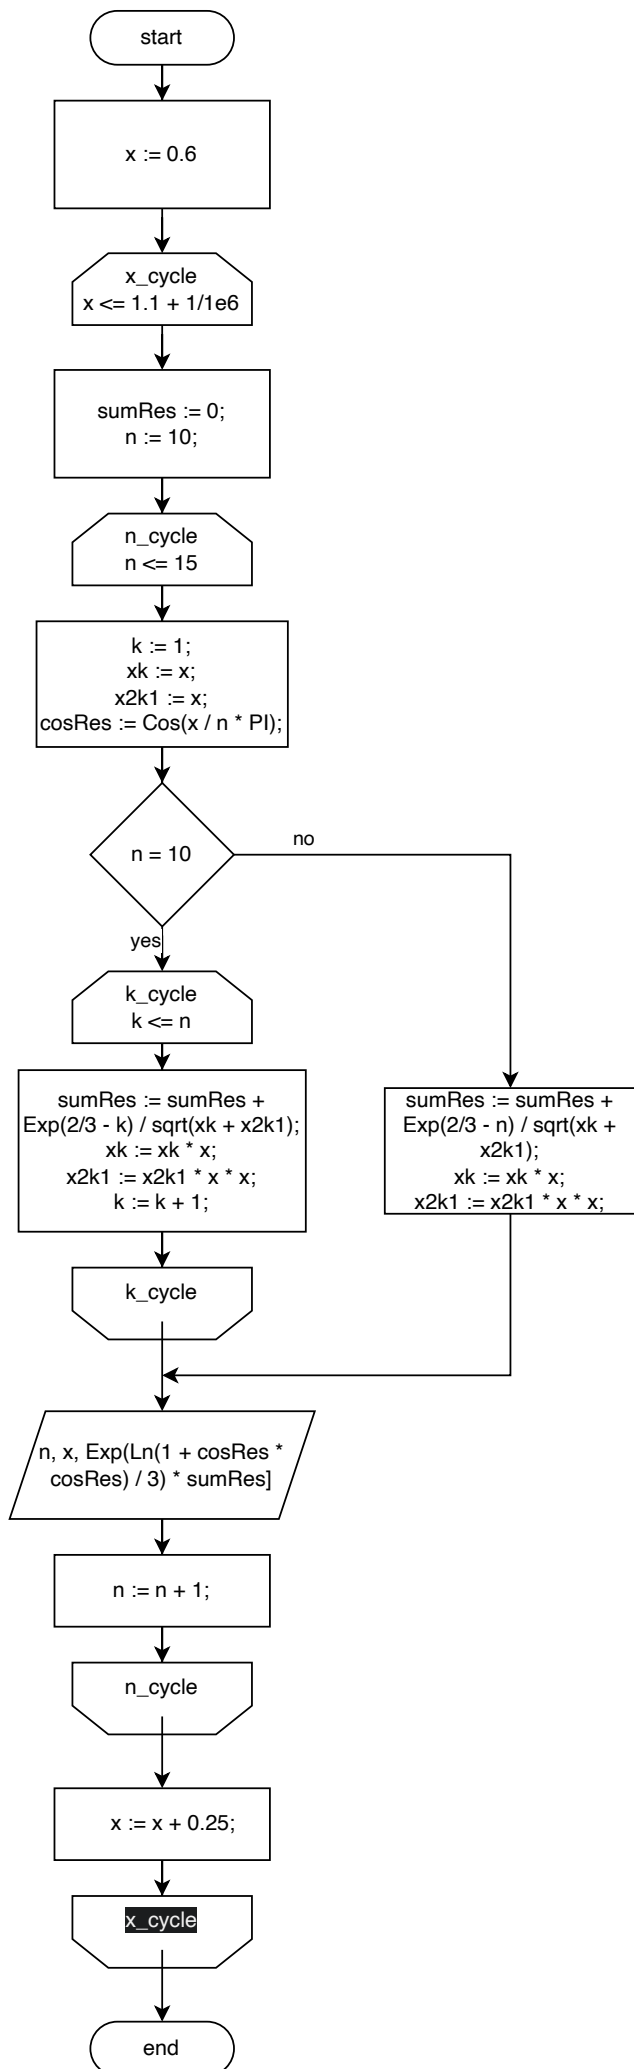 start
x := 0.6
x_cycle
x <= 1.1 + 1/1e6
sumRes := 0;
n := 10;
n_cycle
n <= 15
k := 1;
xk := x;
x2k1 := x;
cosRes := Cos(x / n * PI);
n = 10
no
yes
k_cycle
k <= n
sumRes := sumRes +
Exp(2/3 - k) / sqrt(xk + x2k1);
xk := xk * x;
x2k1 := x2k1 * x * x;
k := k + 1;
sumRes := sumRes +
Exp(2/3 - n) / sqrt(xk +
x2k1);
xk := xk * x;
x2k1 := x2k1 * x * x;
k_cycle
n, x, Exp(Ln(1 + cosRes *
cosRes) / 3) * sumRes]
n := n + 1;
n_cycle
x := x + 0.25;
x_cycle
end